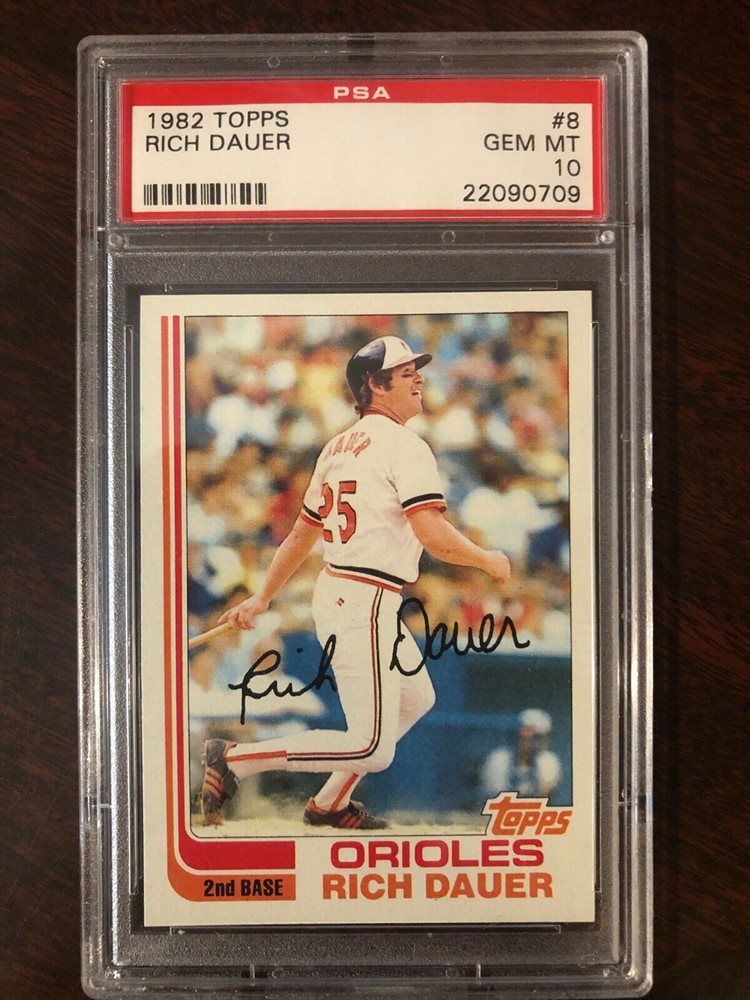 PSA
1982 TOPPS #8
RICH DAUER GEM MT
10
22090709
DAUER
25
Rich Dauer
Topps
ORIOLES
2nd BASE RICH DAUER